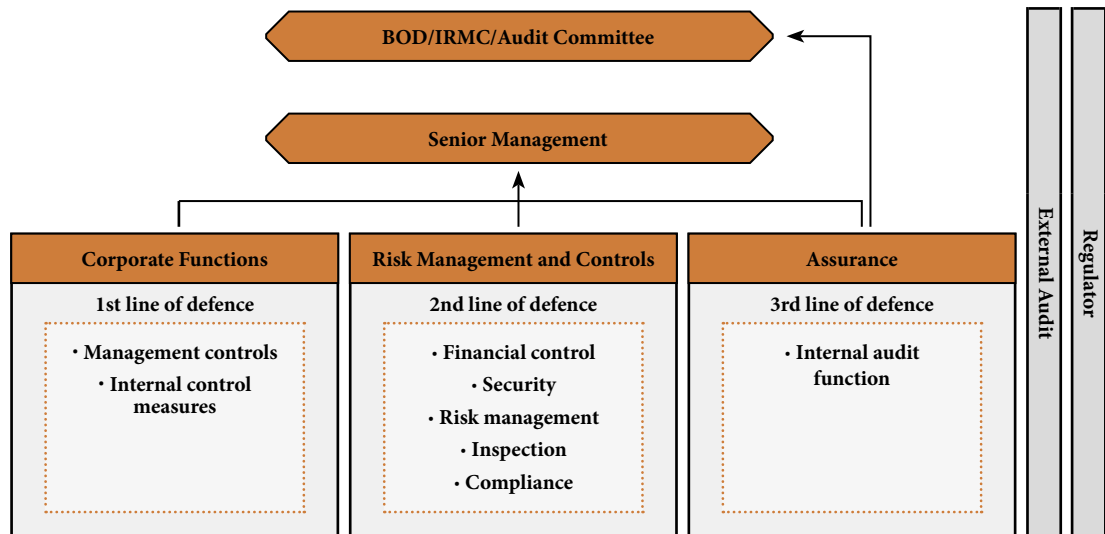 BOD/IRMC/Audit Committee
Senior Management
Corporate Functions
1st line of defence
· Management controls
· Internal control
measures
Risk Management and Controls
2nd line of defence
· Financial control
· Security
· Risk management
· Inspection
· Compliance
Assurance
3rd line of defence
· Internal audit
function
External Audit
Regulator